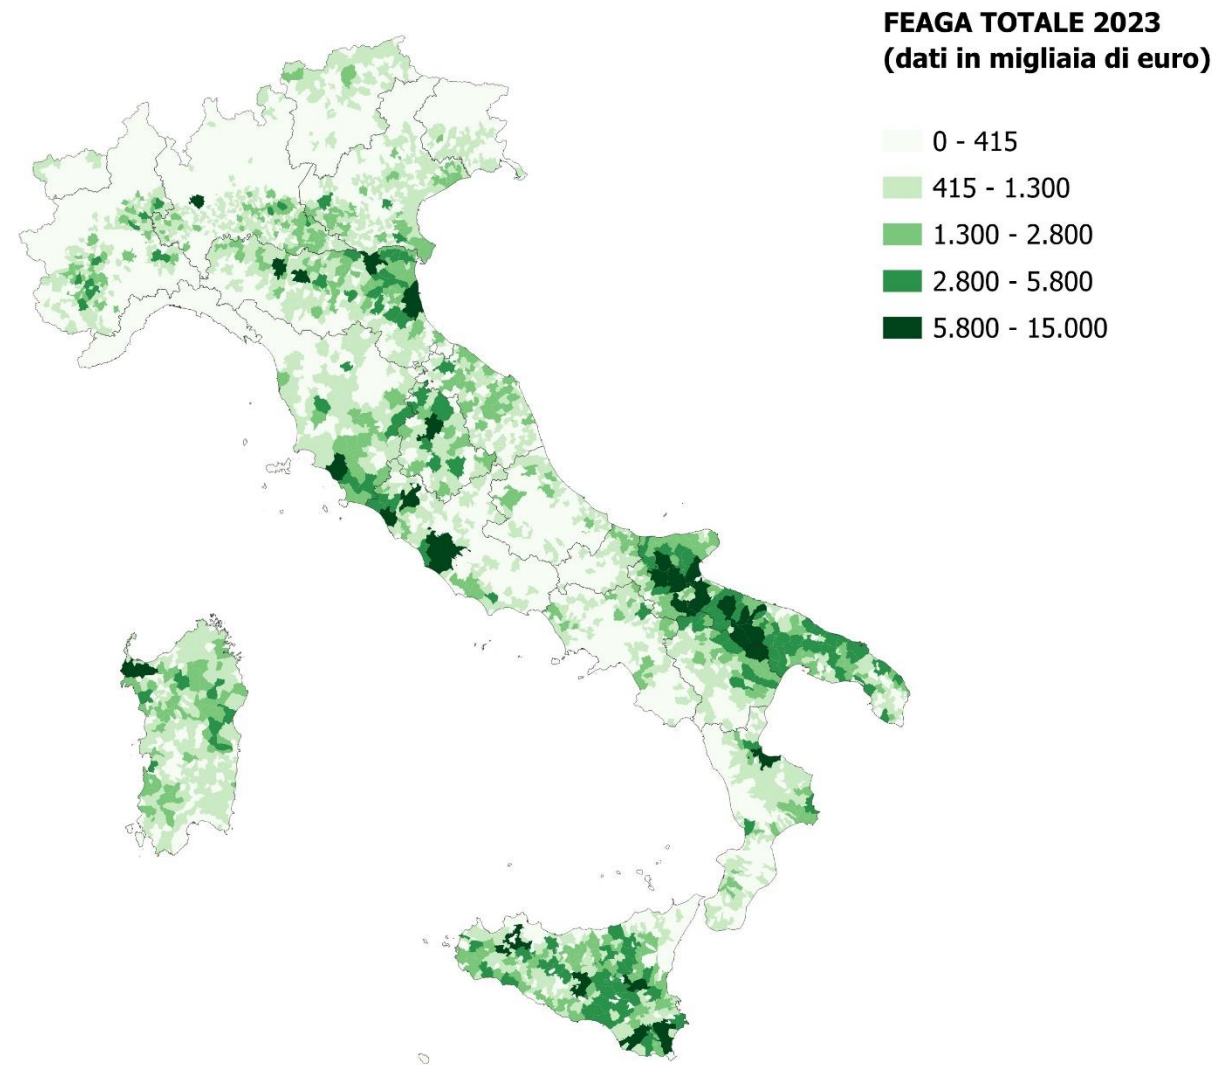 FEAGA TOTALE 2023
(dati in migliaia di euro)
0 - 415
415 - 1.300
1.300 - 2.800
2.800 - 5.800
5.800 - 15.000